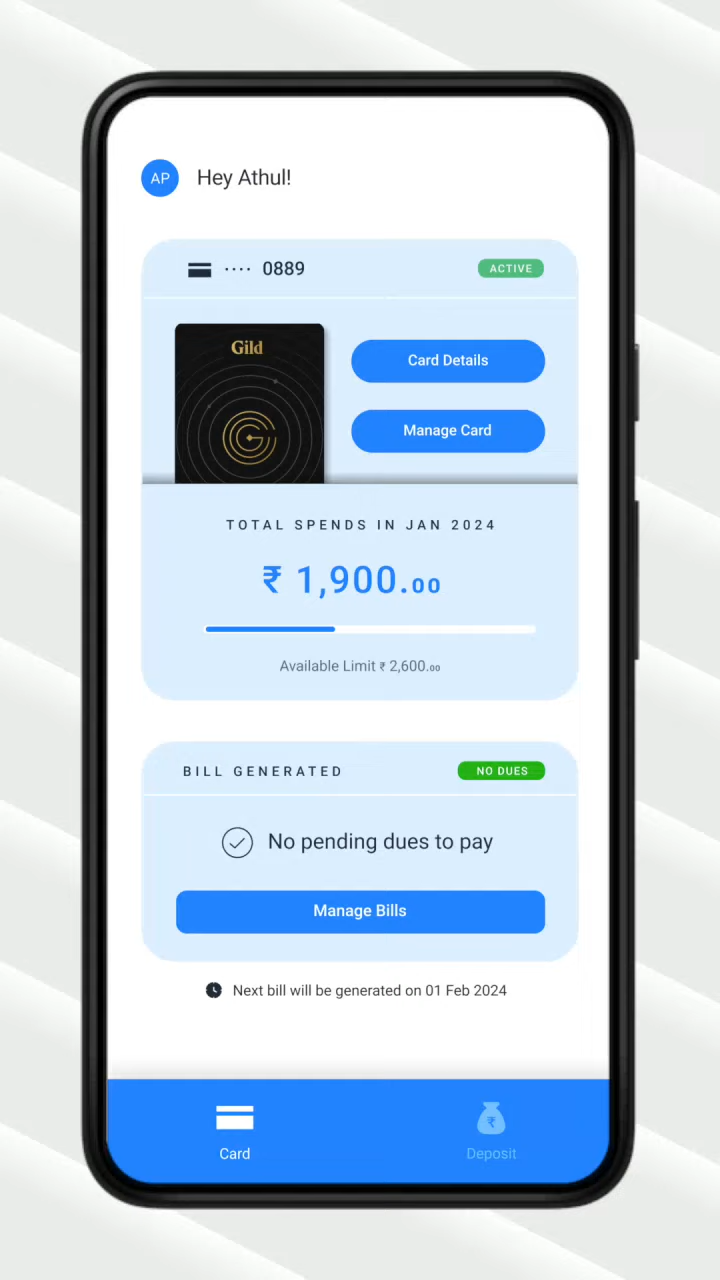 AP Hey Athul!
···· 0889 ACTIVE
Gild
Card Details
Manage Card
TOTAL SPENDS IN JAN 2024
₹ 1,900.00
Available Limit ₹ 2,600.00
BILL GENERATED NO DUES
No pending dues to pay
Manage Bills
Next bill will be generated on 01 Feb 2024
₹
Card Deposit